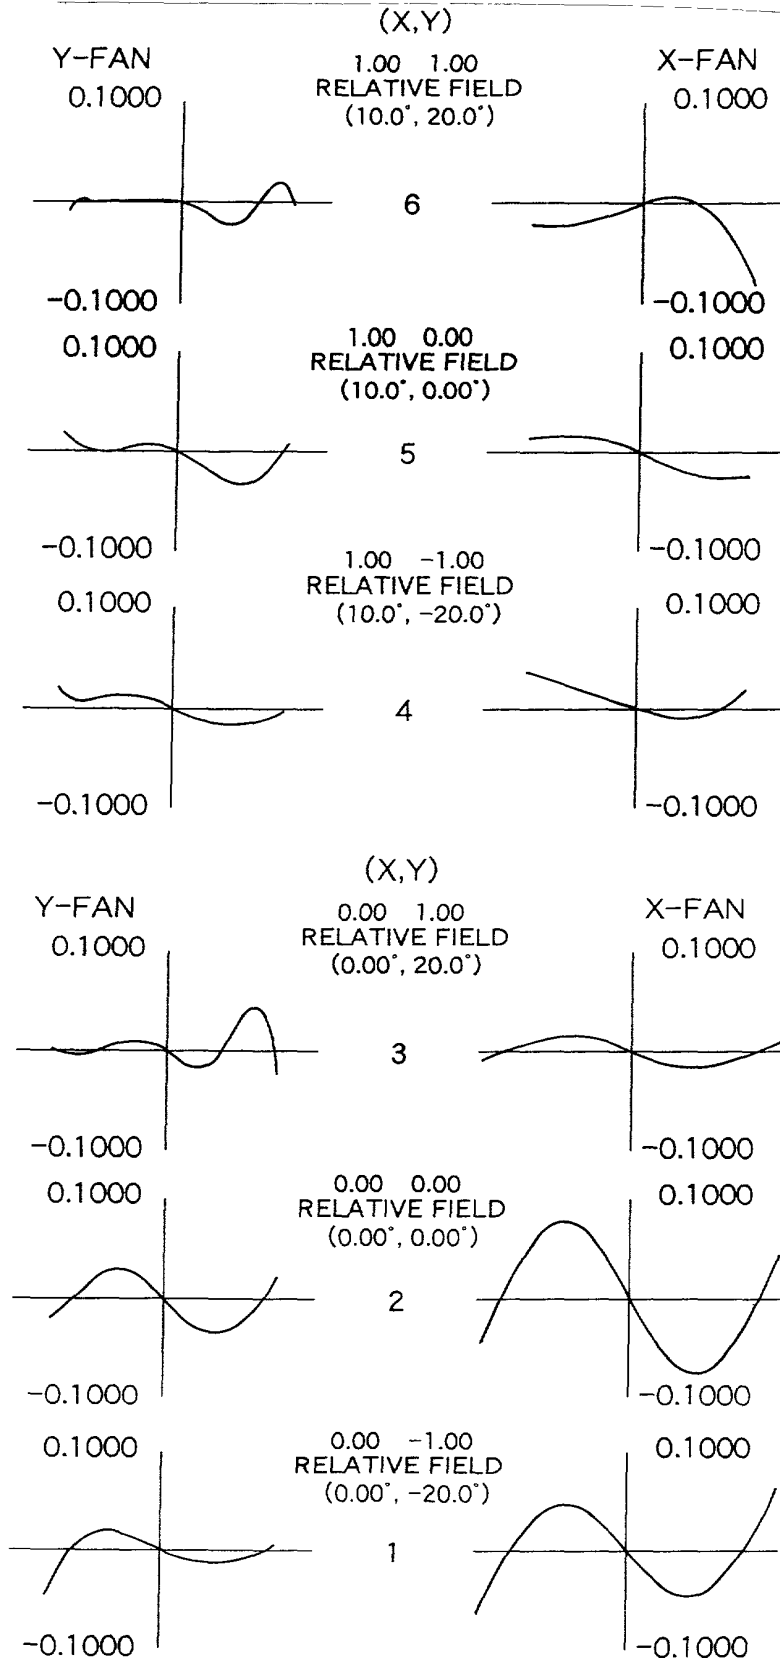 (X,Y)
Y-FAN 1.00 1.00 X-FAN
0.1000 RELATIVE FIELD 0.1000
(10.0°, 20.0°)
6
-0.1000 -0.1000
0.1000 1.00 0.00 0.1000
RELATIVE FIELD
(10.0°, 0.00°)
5
-0.1000 -0.1000
1.00 -1.00
0.1000 RELATIVE FIELD 0.1000
(10.0°, -20.0°)
4
-0.1000 -0.1000
(X,Y)
Y-FAN 0.00 1.00 X-FAN
0.1000 RELATIVE FIELD 0.1000
(0.00°, 20.0°)
3
-0.1000 -0.1000
0.1000 0.00 0.00 0.1000
RELATIVE FIELD
(0.00°, 0.00°)
2
-0.1000 -0.1000
0.1000 0.00 -1.00 0.1000
RELATIVE FIELD
(0.00°, -20.0°)
1
-0.1000 -0.1000